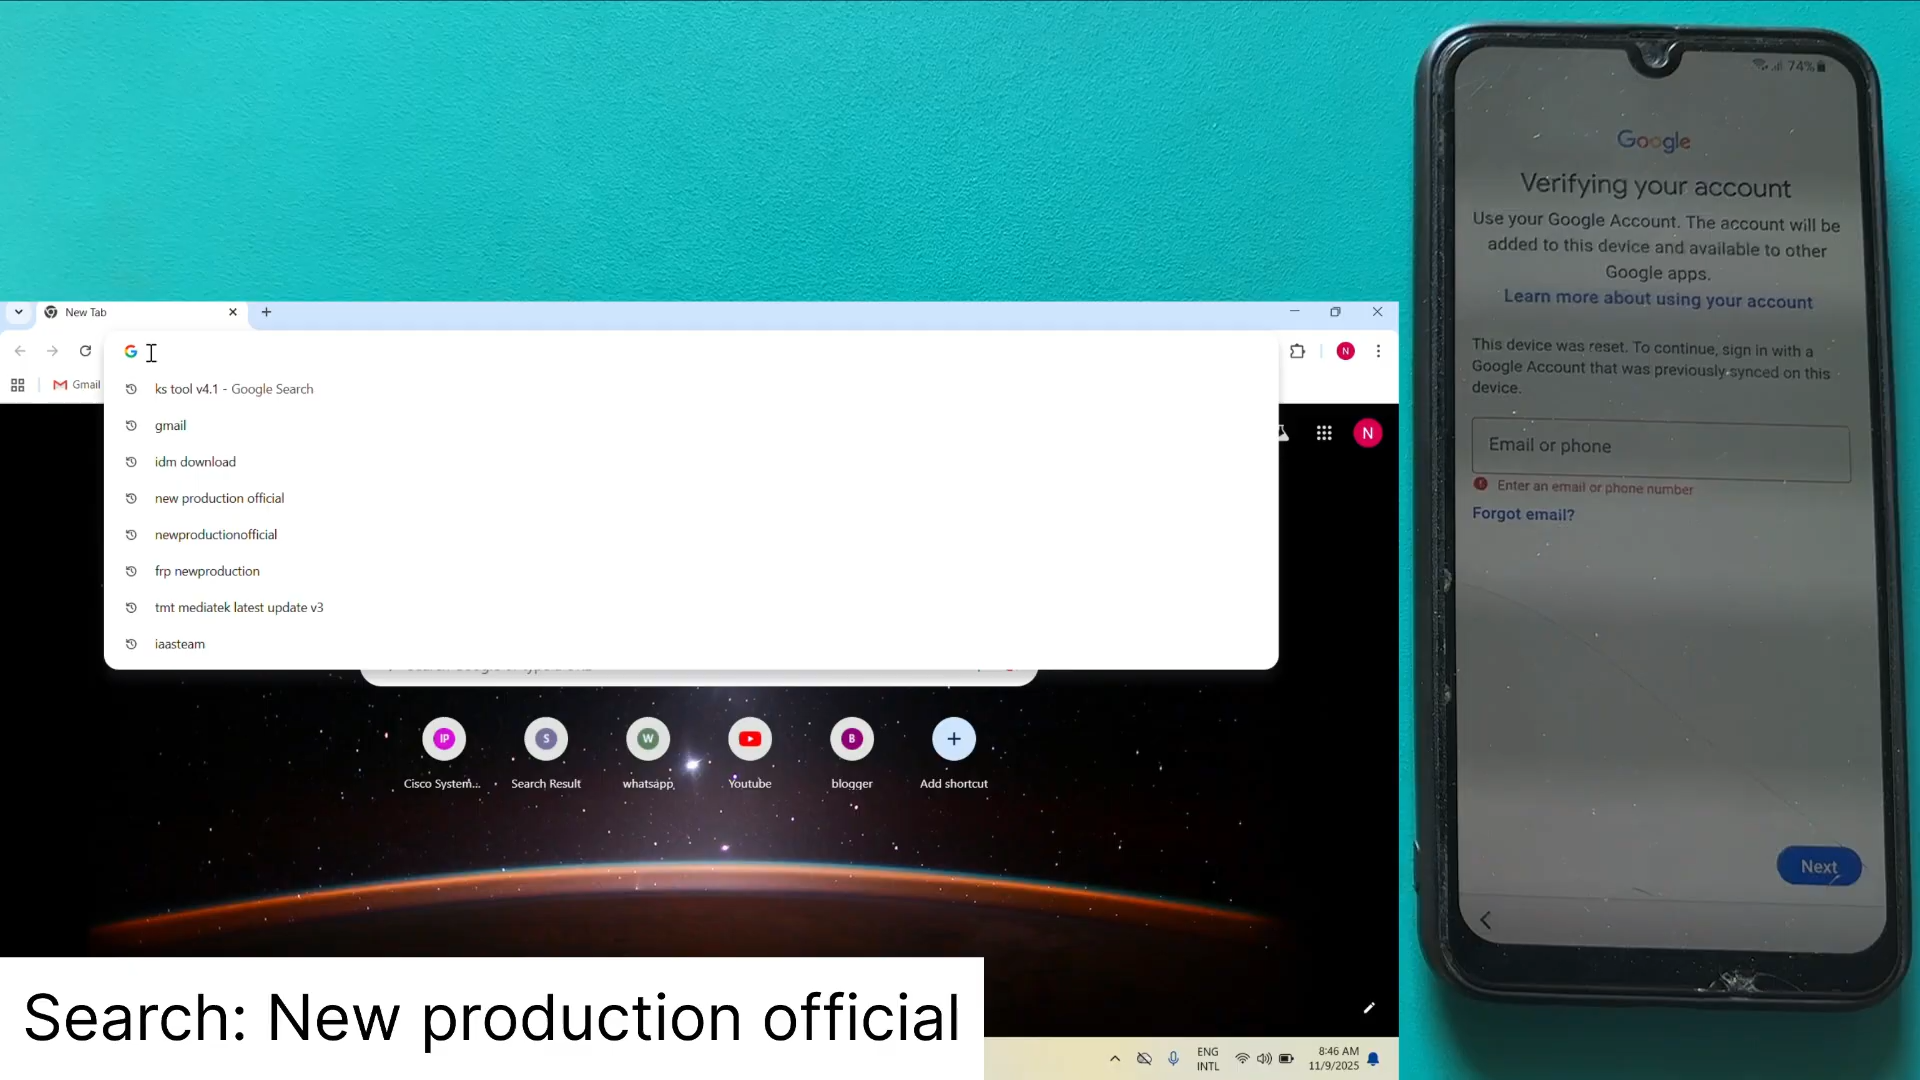 New Tab
Gmail
ks tool v4.1 - Google Search
gmail
idm download
new production official
newproductionofficial
frp newproduction
tmt mediatek latest update v3
iaasteam
N
N
IP
S
W
B
Cisco System...
Search Result
whatsapp
Youtube
blogger
Add shortcut
Search: New production official
ENG
INTL
8:46 AM
11/9/2025
74%
Google
Verifying your account
Use your Google Account. The account will be
added to this device and available to other
Google apps.
Learn more about using your account
This device was reset. To continue, sign in with a
Google Account that was previously synced on this
device.
Email or phone
Enter an email or phone number
Forgot email?
Next